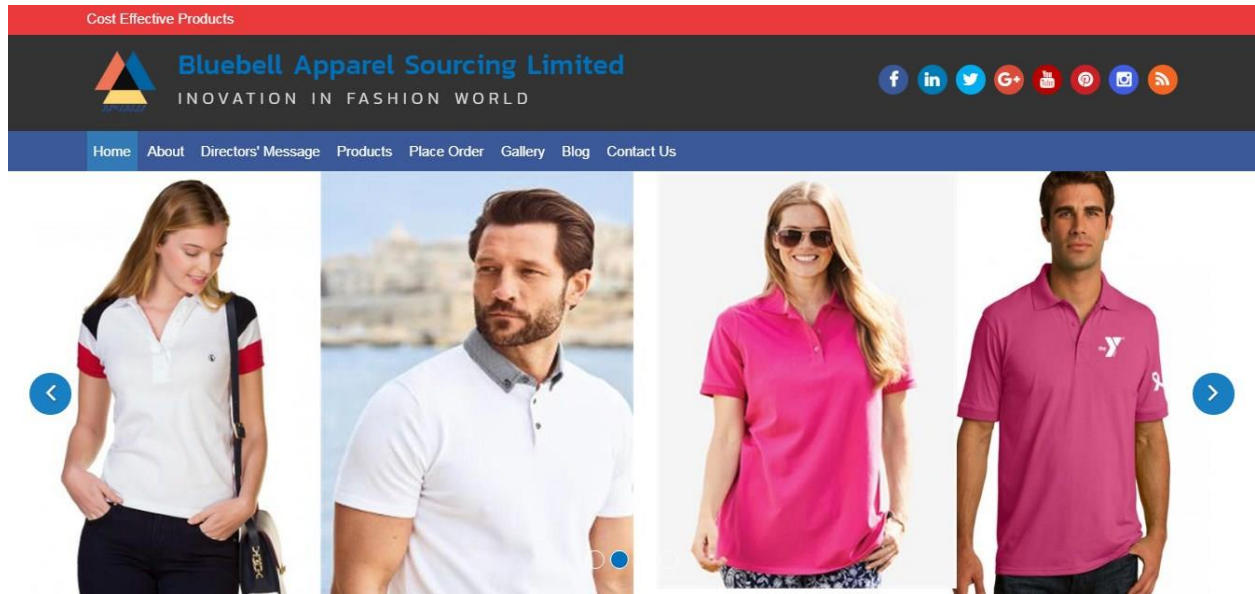 Cost Effective Products
Bluebell Apparel Sourcing Limited
INOVATION IN FASHION WORLD
Home About Directors' Message Products Place Order Gallery Blog Contact Us
the Y